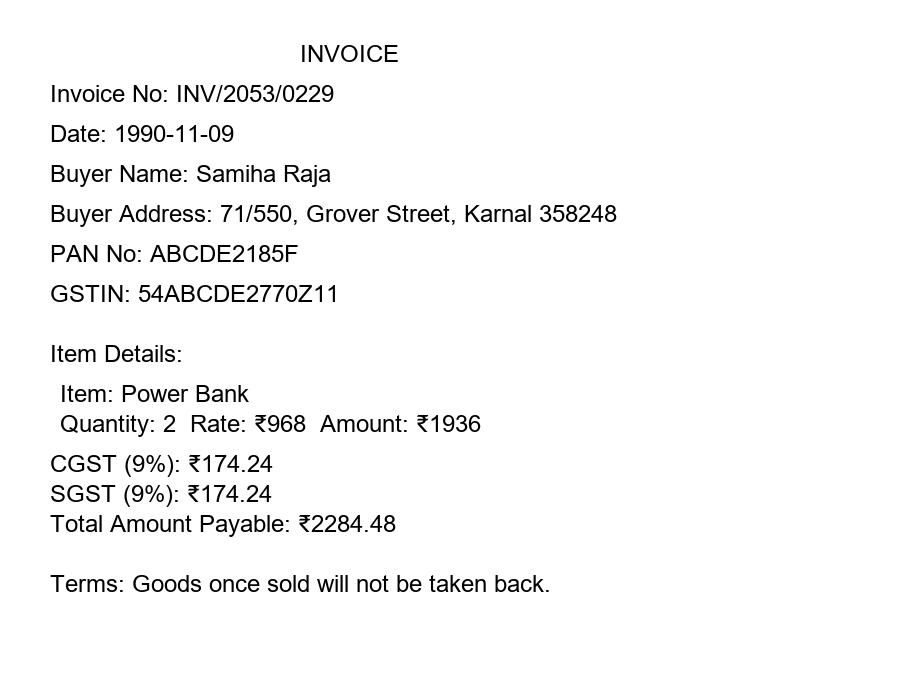 INVOICE
Invoice No: INV/2053/0229
Date: 1990-11-09
Buyer Name: Samiha Raja
Buyer Address: 71/550, Grover Street, Karnal 358248
PAN No: ABCDE2185F
GSTIN: 54ABCDE2770Z11
Item Details:
Item: Power Bank
Quantity: 2  Rate: ₹968  Amount: ₹1936
CGST (9%): ₹174.24
SGST (9%): ₹174.24
Total Amount Payable: ₹2284.48
Terms: Goods once sold will not be taken back.